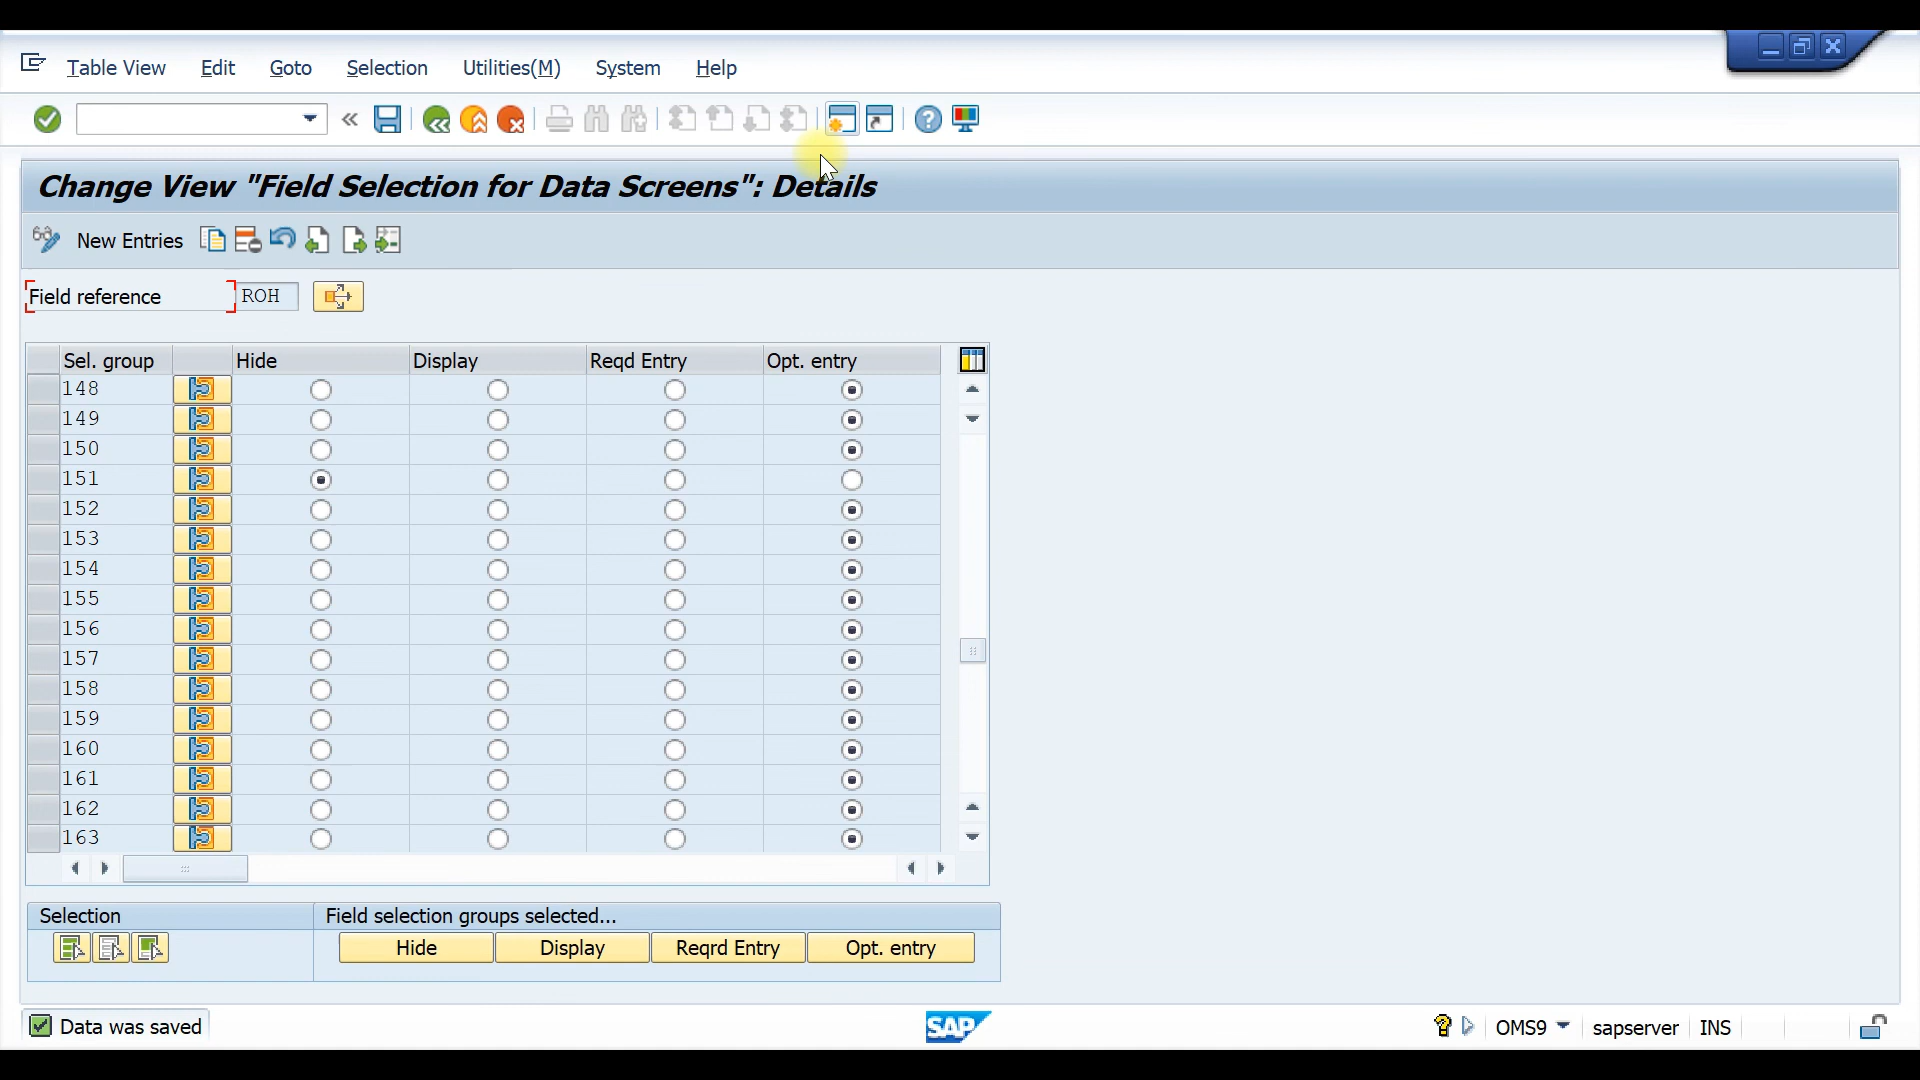 Table View Edit Goto Selection Utilities(M) System Help
Change View "Field Selection for Data Screens": Details
New Entries
Field reference ROH
Sel. group Hide Display Reqd Entry Opt. entry
148
149
150
151
152
153
154
155
156
157
158
159
160
161
162
163
Selection Field selection groups selected...
Hide Display Reqrd Entry Opt. entry
Data was saved SAP OMS9 sapserver INS